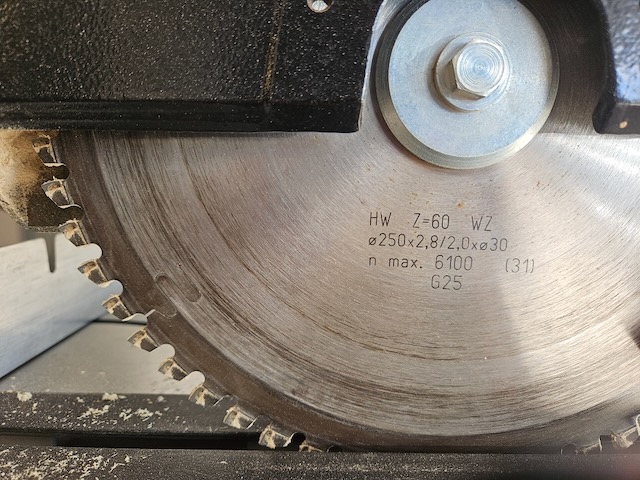 HW Z=60 WZ
ø250x2,8/2,0xø30
n max. 6100 (31)
G25